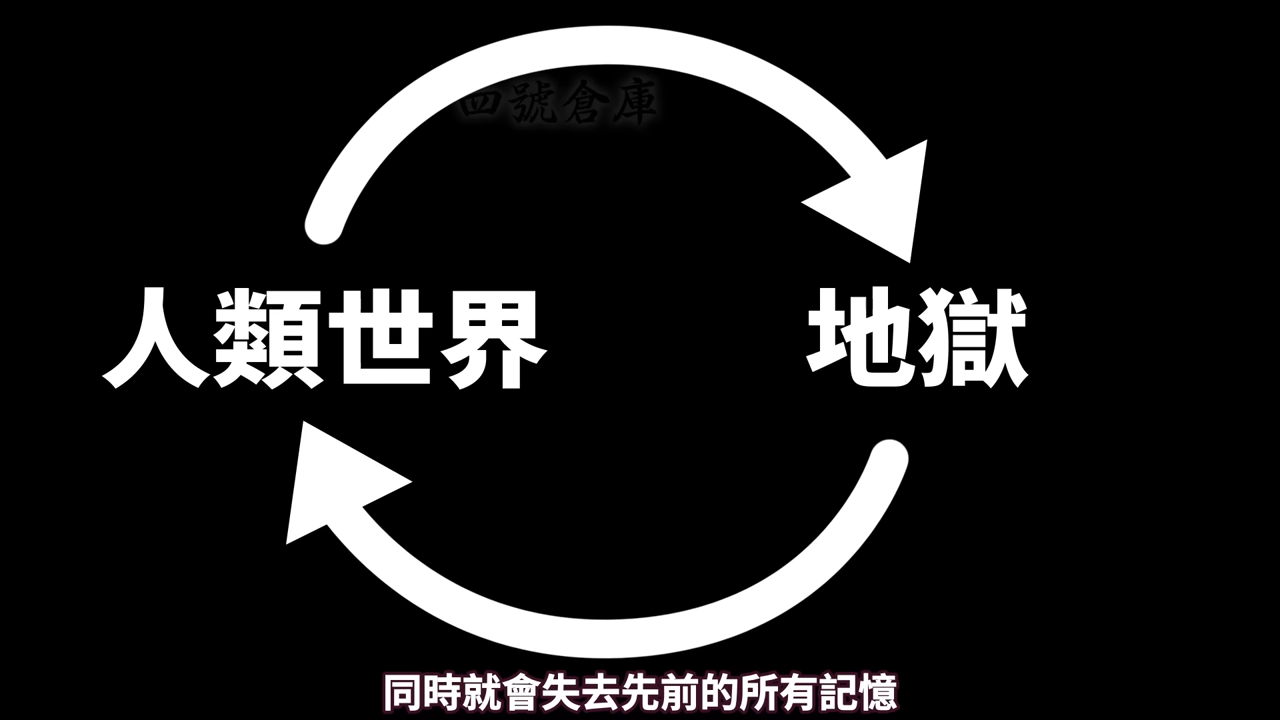 四號倉庫
人類世界
地獄
同時就會失去先前的所有記憶